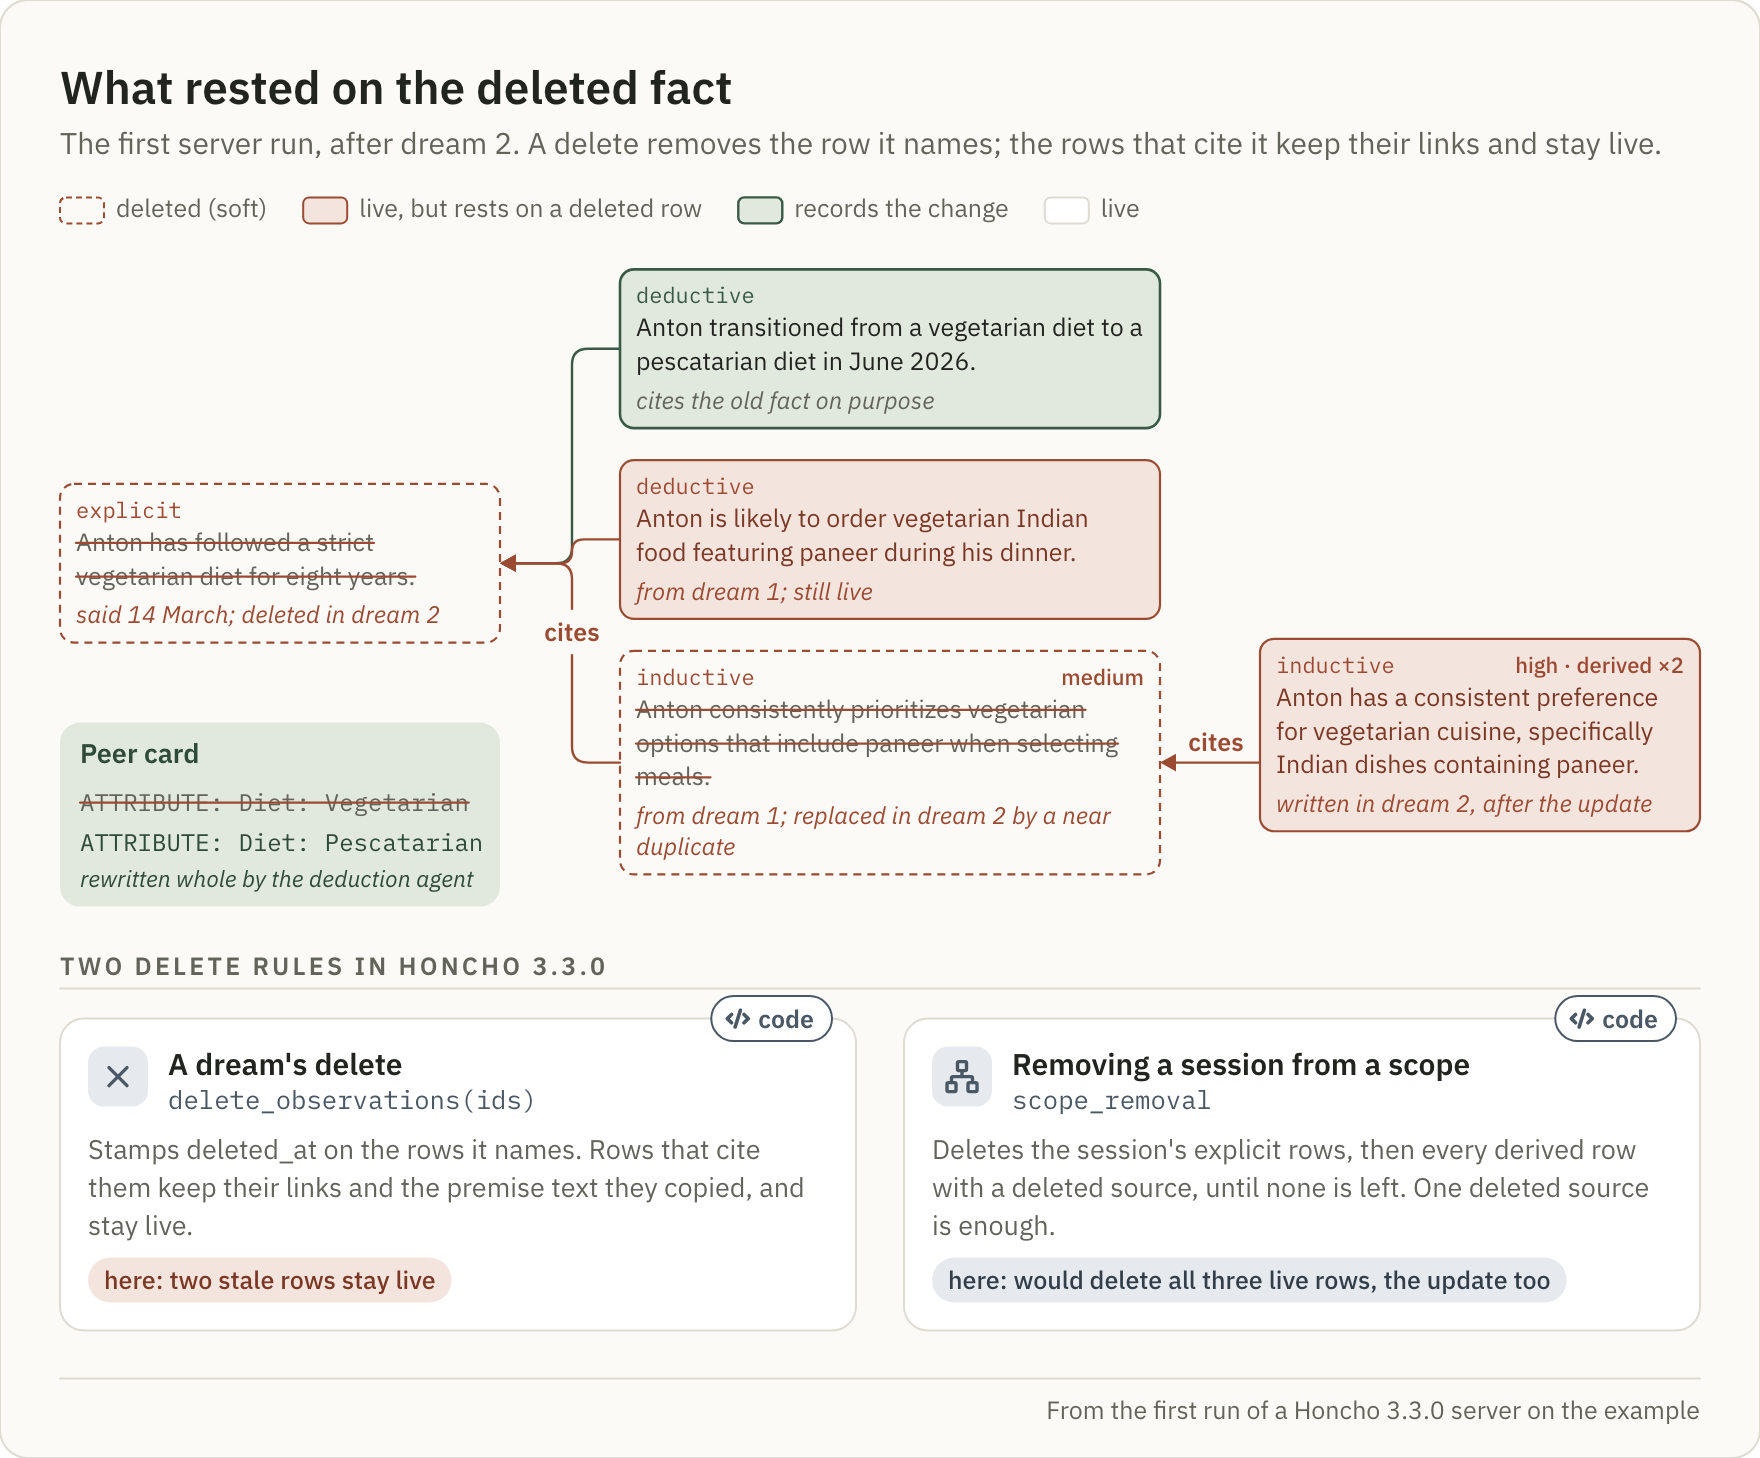 What rested on the deleted fact
The first server run, after dream 2. A delete removes the row it names; the rows that cite it keep their links and stay live.
deleted (soft)
live, but rests on a deleted row
records the change
live
deductive
Anton transitioned from a vegetarian diet to a
pescatarian diet in June 2026.
cites the old fact on purpose
explicit
Anton has followed a strict
vegetarian diet for eight years.
said 14 March; deleted in dream 2
deductive
Anton is likely to order vegetarian Indian
food featuring paneer during his dinner.
from dream 1; still live
cites
inductive
medium
Anton consistently prioritizes vegetarian
options that include paneer when selecting
meals.
from dream 1; replaced in dream 2 by a near
duplicate
cites
inductive
high · derived ×2
Anton has a consistent preference
for vegetarian cuisine, specifically
Indian dishes containing paneer.
written in dream 2, after the update
Peer card
ATTRIBUTE: Diet: Vegetarian
ATTRIBUTE: Diet: Pescatarian
rewritten whole by the deduction agent
TWO DELETE RULES IN HONCHO 3.3.0
</> code
A dream's delete
delete_observations(ids)
Stamps deleted_at on the rows it names. Rows that cite
them keep their links and the premise text they copied, and
stay live.
here: two stale rows stay live
</> code
Removing a session from a scope
scope_removal
Deletes the session's explicit rows, then every derived row
with a deleted source, until none is left. One deleted source
is enough.
here: would delete all three live rows, the update too
From the first run of a Honcho 3.3.0 server on the example